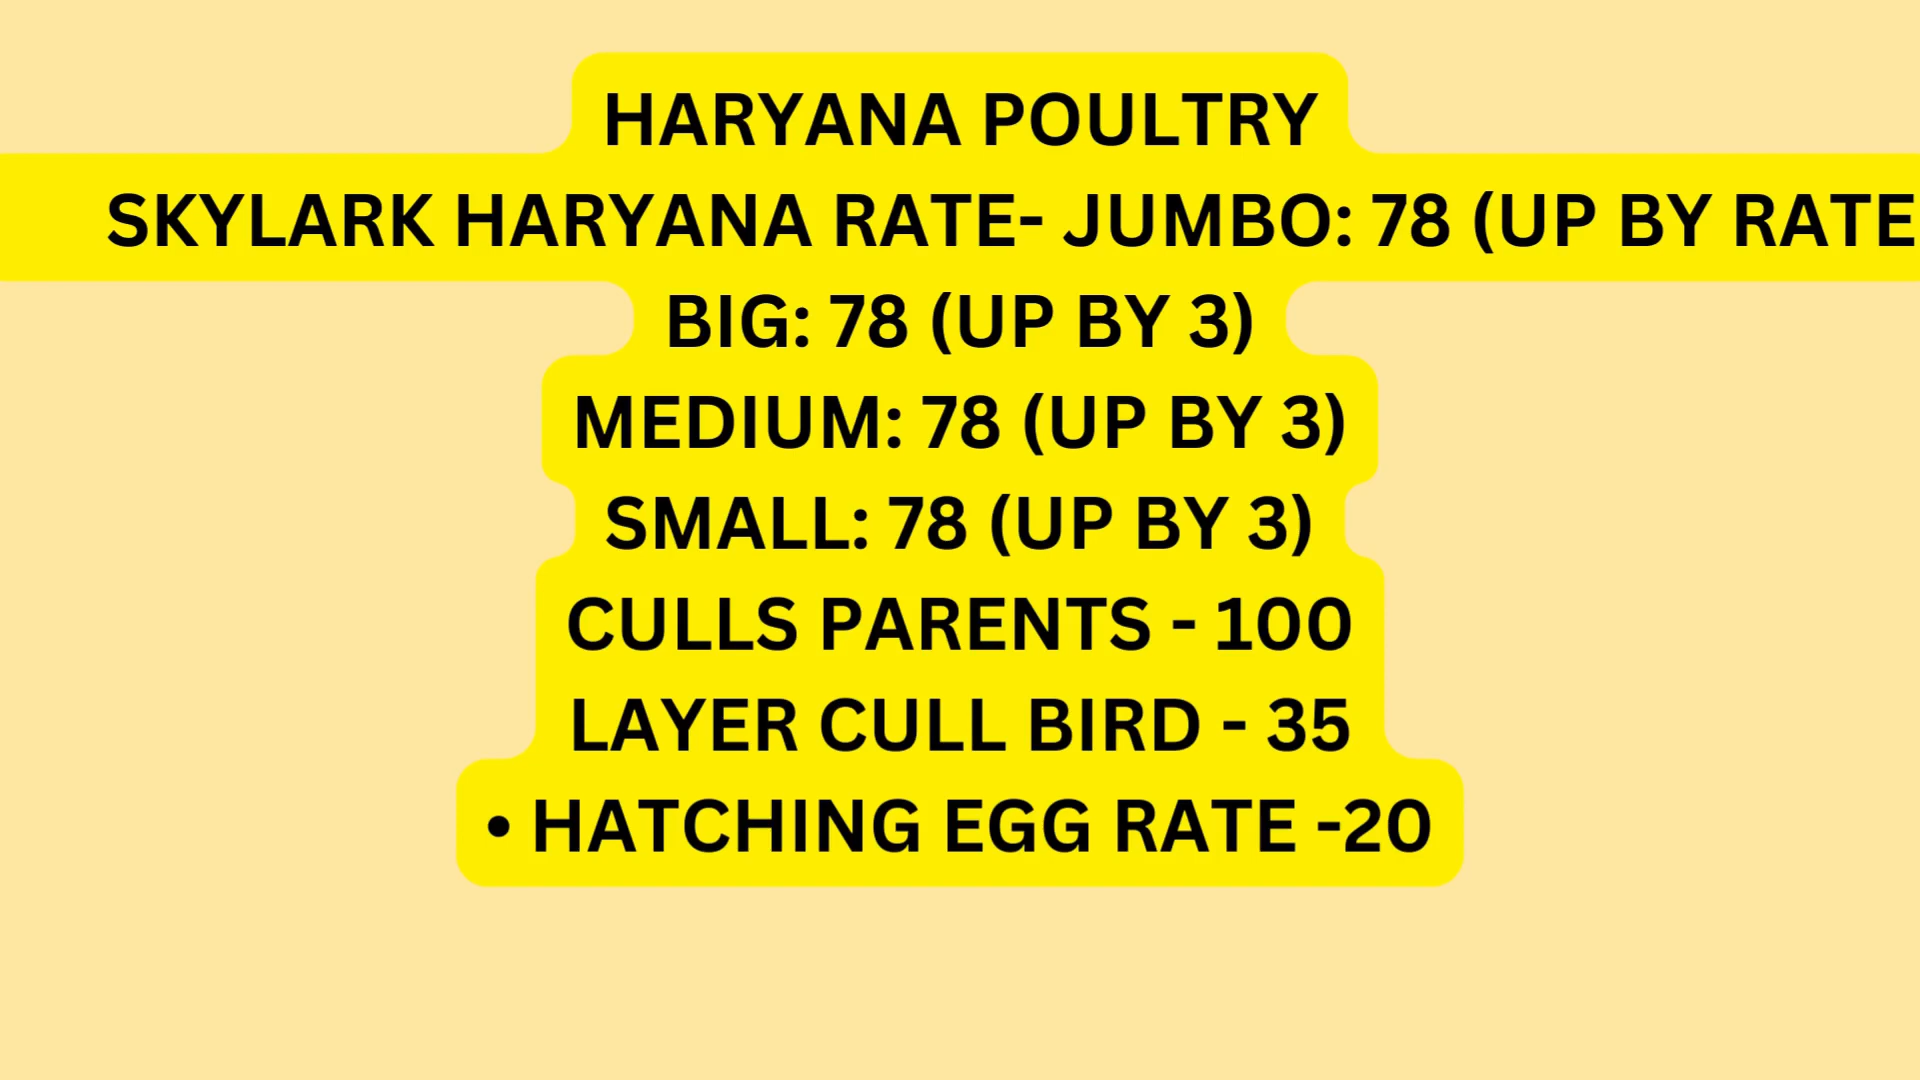 HARYANA POULTRY
SKYLARK HARYANA RATE- JUMBO: 78 (UP BY RATE
BIG: 78 (UP BY 3)
MEDIUM: 78 (UP BY 3)
SMALL: 78 (UP BY 3)
CULLS PARENTS - 100
LAYER CULL BIRD - 35
• HATCHING EGG RATE -20